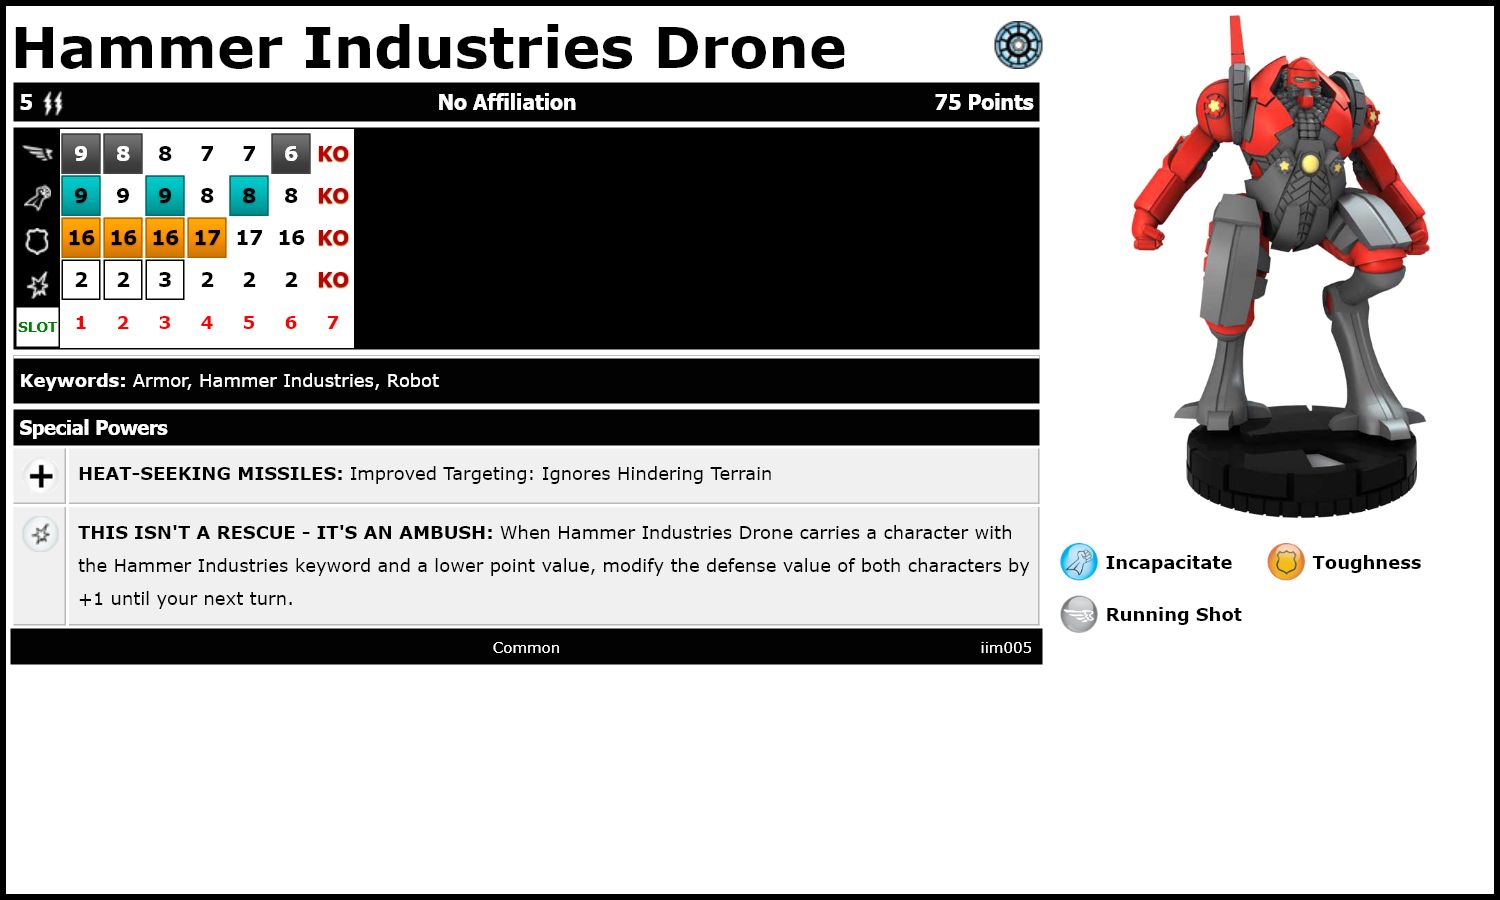 Hammer Industries Drone
5 No Affiliation 75 Points
9 8 8 7 7 6 KO
9 9 9 8 8 8 KO
16 16 16 17 17 16 KO
2 2 3 2 2 2 KO
SLOT 1 2 3 4 5 6 7
Keywords: Armor, Hammer Industries, Robot
Special Powers
HEAT-SEEKING MISSILES: Improved Targeting: Ignores Hindering Terrain
THIS ISN'T A RESCUE - IT'S AN AMBUSH: When Hammer Industries Drone carries a character with
the Hammer Industries keyword and a lower point value, modify the defense value of both characters by
+1 until your next turn.
Common iim005
Incapacitate Toughness
Running Shot